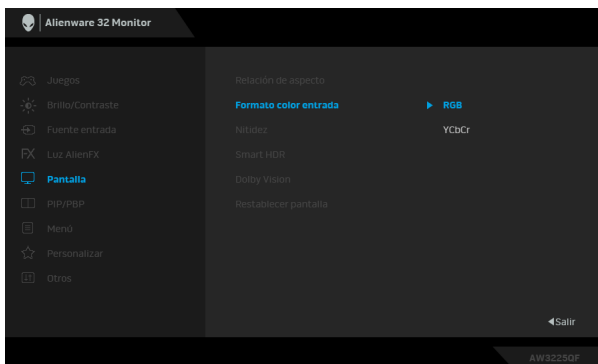 Alienware 32 Monitor
Juegos
Relación de aspecto
Brillo/Contraste
Formato color entrada
RGB
Fuente entrada
Nitidez
YCbCr
Luz AlienFX
Smart HDR
Pantalla
Dolby Vision
PIP/PBP
Restablecer pantalla
Menú
Personalizar
Otros
Salir
AW3225QF